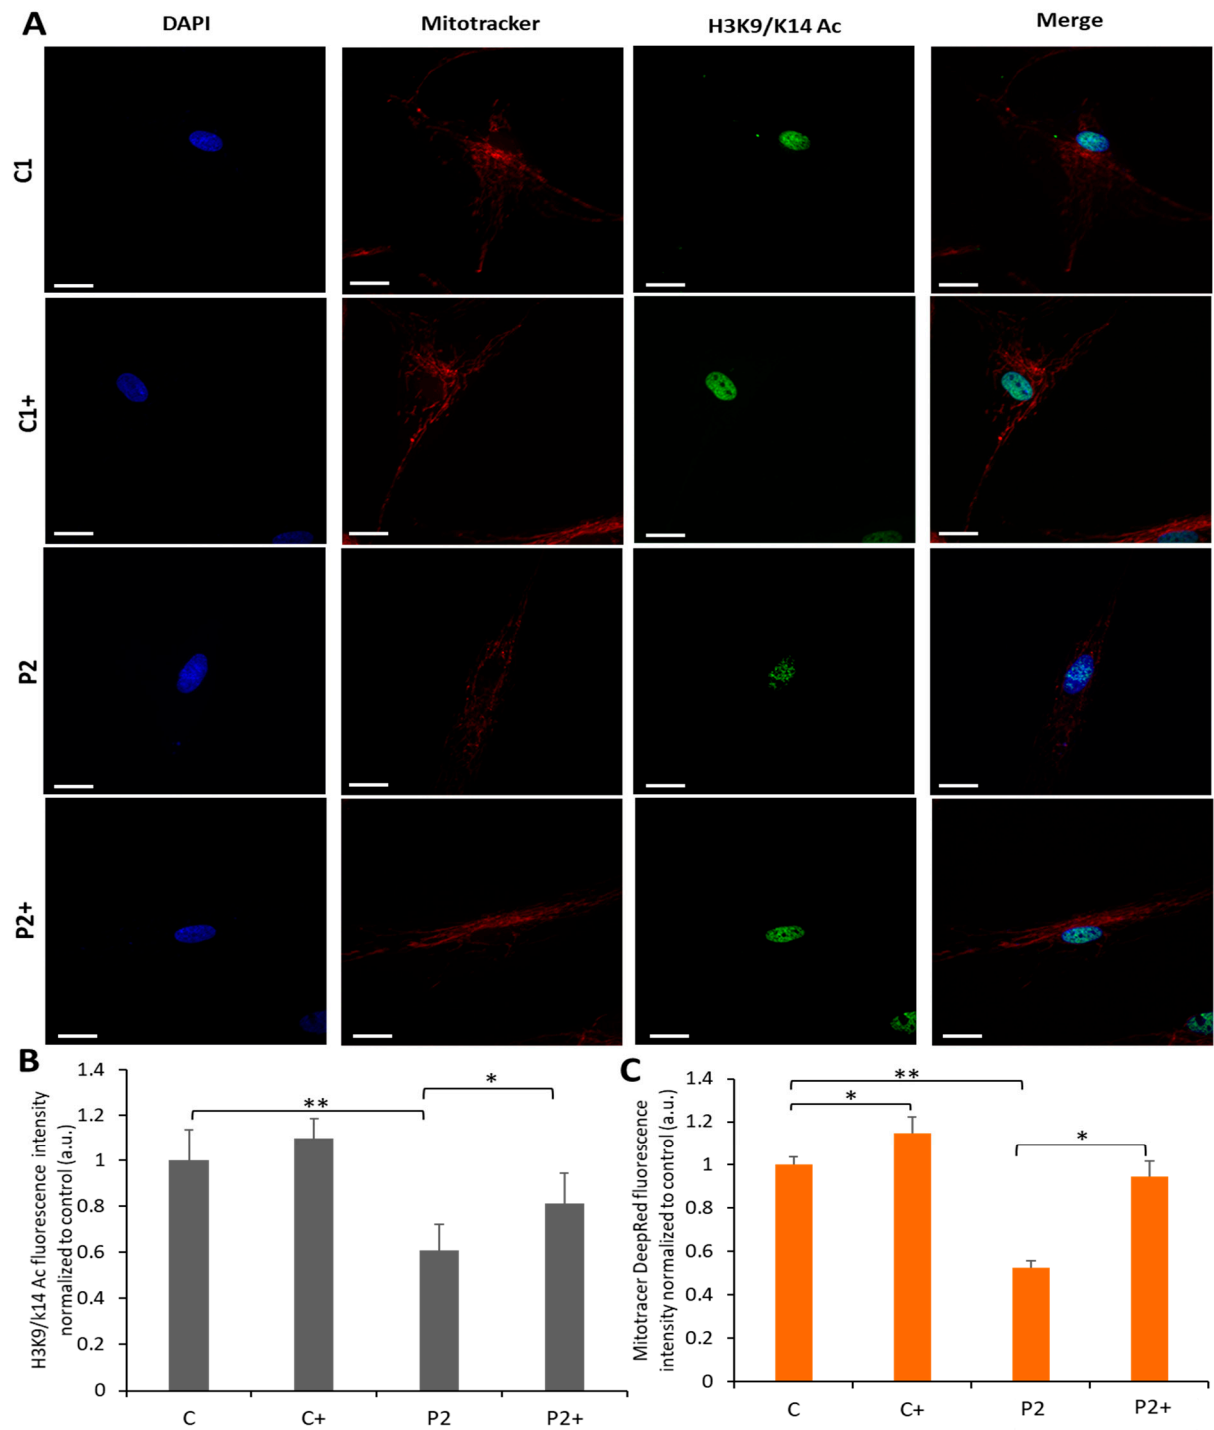 A
DAPI
Mitotracker
H3K9/K14 Ac
Merge
C1
C1+
P2
P2+
B
H3K9/k14 Ac fluorescence intensity
normalized to control (a.u.)
1.4
1.2
1
0.8
0.6
0.4
0.2
0
**
*
C
C+
P2
P2+
C
Mitotracer DeepRed fluorescence
intensity normalized to control (a.u.)
1.4
1.2
1
0.8
0.6
0.4
0.2
0
**
*
*
C
C+
P2
P2+